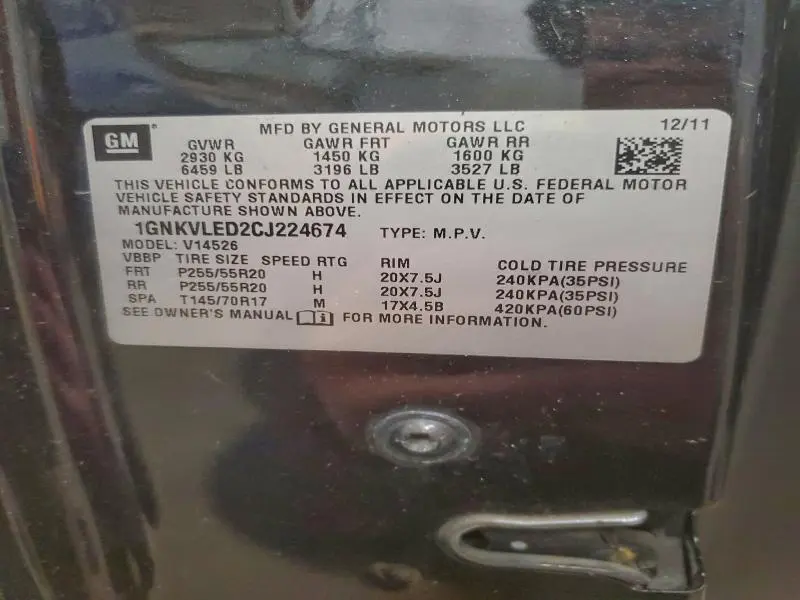 GM® MFD BY GENERAL MOTORS LLC 12/11
GVWR GAWR FRT GAWR RR
2930 KG 1450 KG 1600 KG
6459 LB 3196 LB 3527 LB
THIS VEHICLE CONFORMS TO ALL APPLICABLE U.S. FEDERAL MOTOR
VEHICLE SAFETY STANDARDS IN EFFECT ON THE DATE OF
MANUFACTURE SHOWN ABOVE.
1GNKVLED2CJ224674 TYPE: M.P.V.
MODEL: V14526
VBBP TIRE SIZE SPEED RTG RIM COLD TIRE PRESSURE
FRT P255/55R20 H 20X7.5J 240KPA(35PSI)
RR P255/55R20 H 20X7.5J 240KPA(35PSI)
SPA T145/70R17 M 17X4.5B 420KPA(60PSI)
SEE OWNER'S MANUAL FOR MORE INFORMATION.